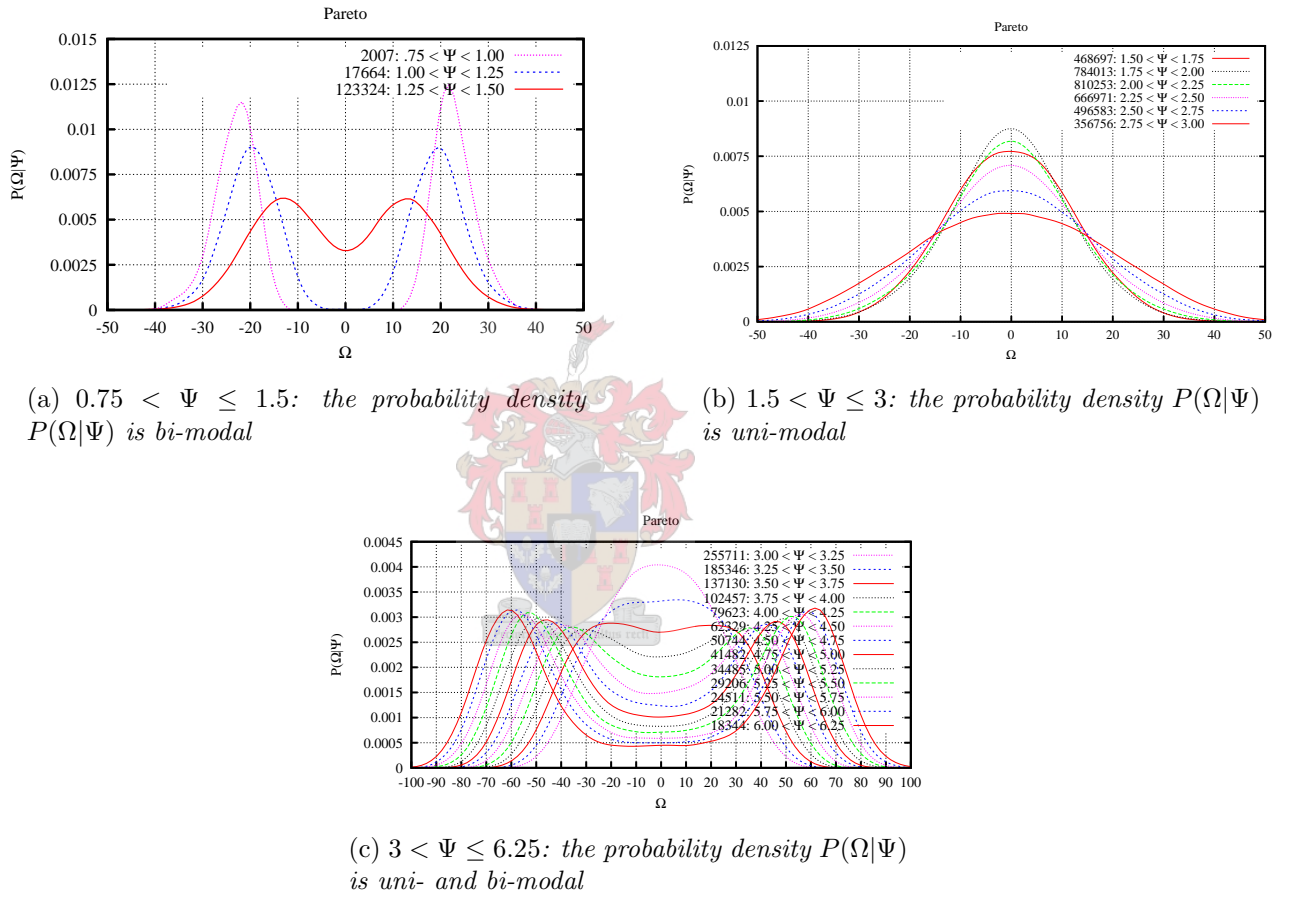 Pareto
0.015
0.0125
0.01
0.0075
0.005
0.0025
0
P(Ω|Ψ)
2007: .75 < Ψ < 1.00
17664: 1.00 < Ψ < 1.25
123324: 1.25 < Ψ < 1.50
-50 -40 -30 -20 -10 0 10 20 30 40 50
Ω
(a) 0.75 < Ψ ≤ 1.5: the probability density
P(Ω|Ψ) is bi-modal
Pareto
0.0125
0.01
0.0075
0.005
0.0025
0
P(Ω|Ψ)
468697: 1.50 < Ψ < 1.75
784013: 1.75 < Ψ < 2.00
810253: 2.00 < Ψ < 2.25
666971: 2.25 < Ψ < 2.50
496583: 2.50 < Ψ < 2.75
356756: 2.75 < Ψ < 3.00
-50 -40 -30 -20 -10 0 10 20 30 40 50
Ω
(b) 1.5 < Ψ ≤ 3: the probability density P(Ω|Ψ)
is uni-modal
Pareto
0.0045
0.004
0.0035
0.003
0.0025
0.002
0.0015
0.001
0.0005
0
P(Ω|Ψ)
255711: 3.00 < Ψ < 3.25
185346: 3.25 < Ψ < 3.50
137130: 3.50 < Ψ < 3.75
102457: 3.75 < Ψ < 4.00
79623: 4.00 < Ψ < 4.25
62329: 4.25 < Ψ < 4.50
50744: 4.50 < Ψ < 4.75
41482: 4.75 < Ψ < 5.00
34485: 5.00 < Ψ < 5.25
29206: 5.25 < Ψ < 5.50
24511: 5.50 < Ψ < 5.75
21282: 5.75 < Ψ < 6.00
18344: 6.00 < Ψ < 6.25
-100 -90 -80 -70 -60 -50 -40 -30 -20 -10 0 10 20 30 40 50 60 70 80 90 100
Ω
(c) 3 < Ψ ≤ 6.25: the probability density P(Ω|Ψ)
is uni- and bi-modal